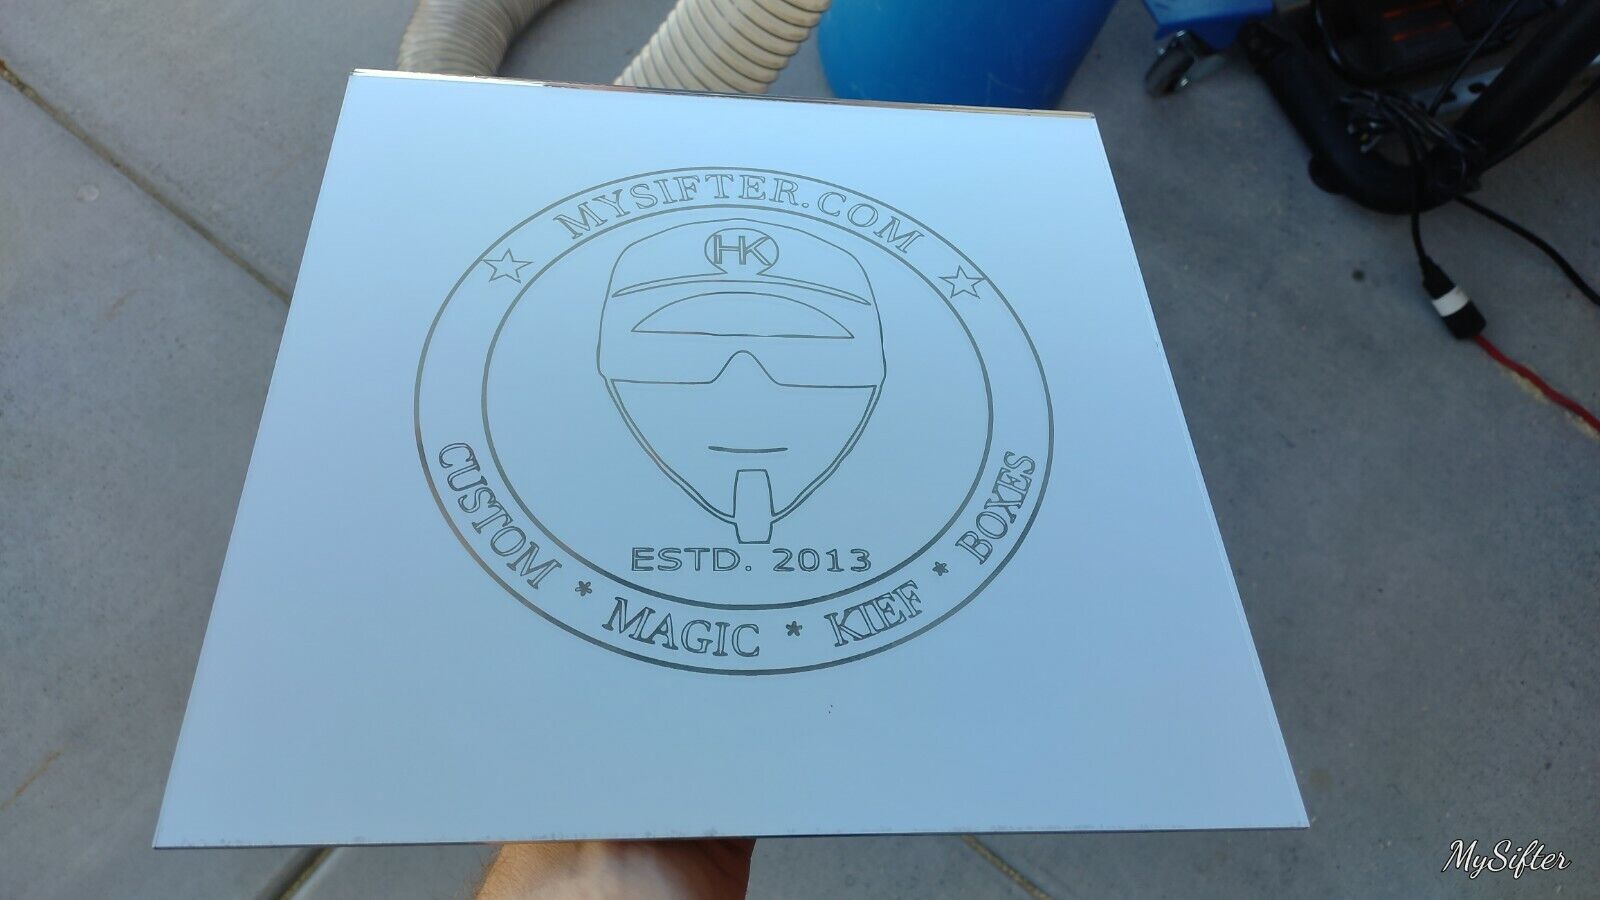 MYSIFTER.COM
HK
ESTD. 2013
CUSTOM * MAGIC * KIEF * BOXES
MySifter